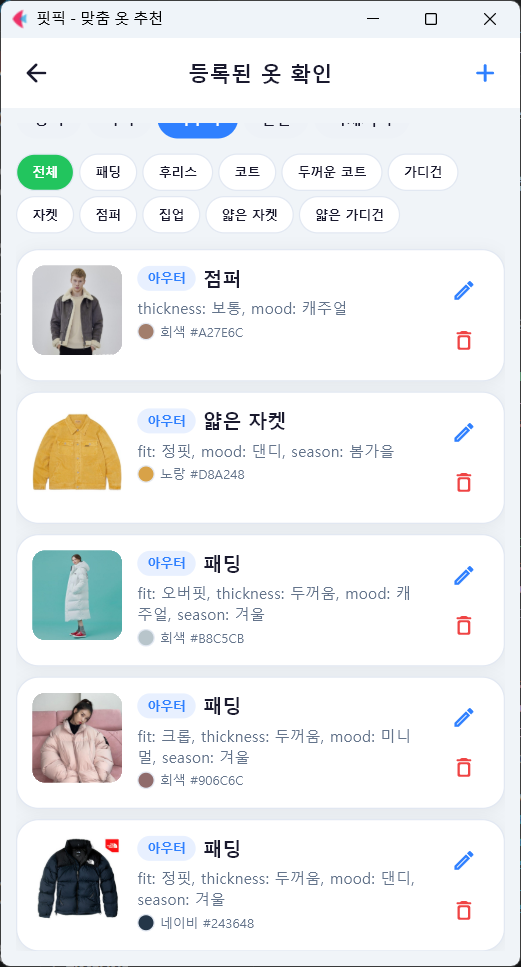 핏픽 - 맞춤 옷 추천
등록된 옷 확인
전체 패딩 후리스 코트 두꺼운 코트 가디건
자켓 점퍼 집업 얇은 자켓 얇은 가디건
아우터 점퍼
thickness: 보통, mood: 캐주얼
회색 #A27E6C
아우터 얇은 자켓
fit: 정핏, mood: 댄디, season: 봄가을
노랑 #D8A248
아우터 패딩
fit: 오버핏, thickness: 두꺼움, mood: 캐
주얼, season: 겨울
회색 #B8C5CB
아우터 패딩
fit: 크롭, thickness: 두꺼움, mood: 미니
멀, season: 겨울
회색 #906C6C
아우터 패딩
fit: 정핏, thickness: 두꺼움, mood: 댄디,
season: 겨울
네이비 #243648